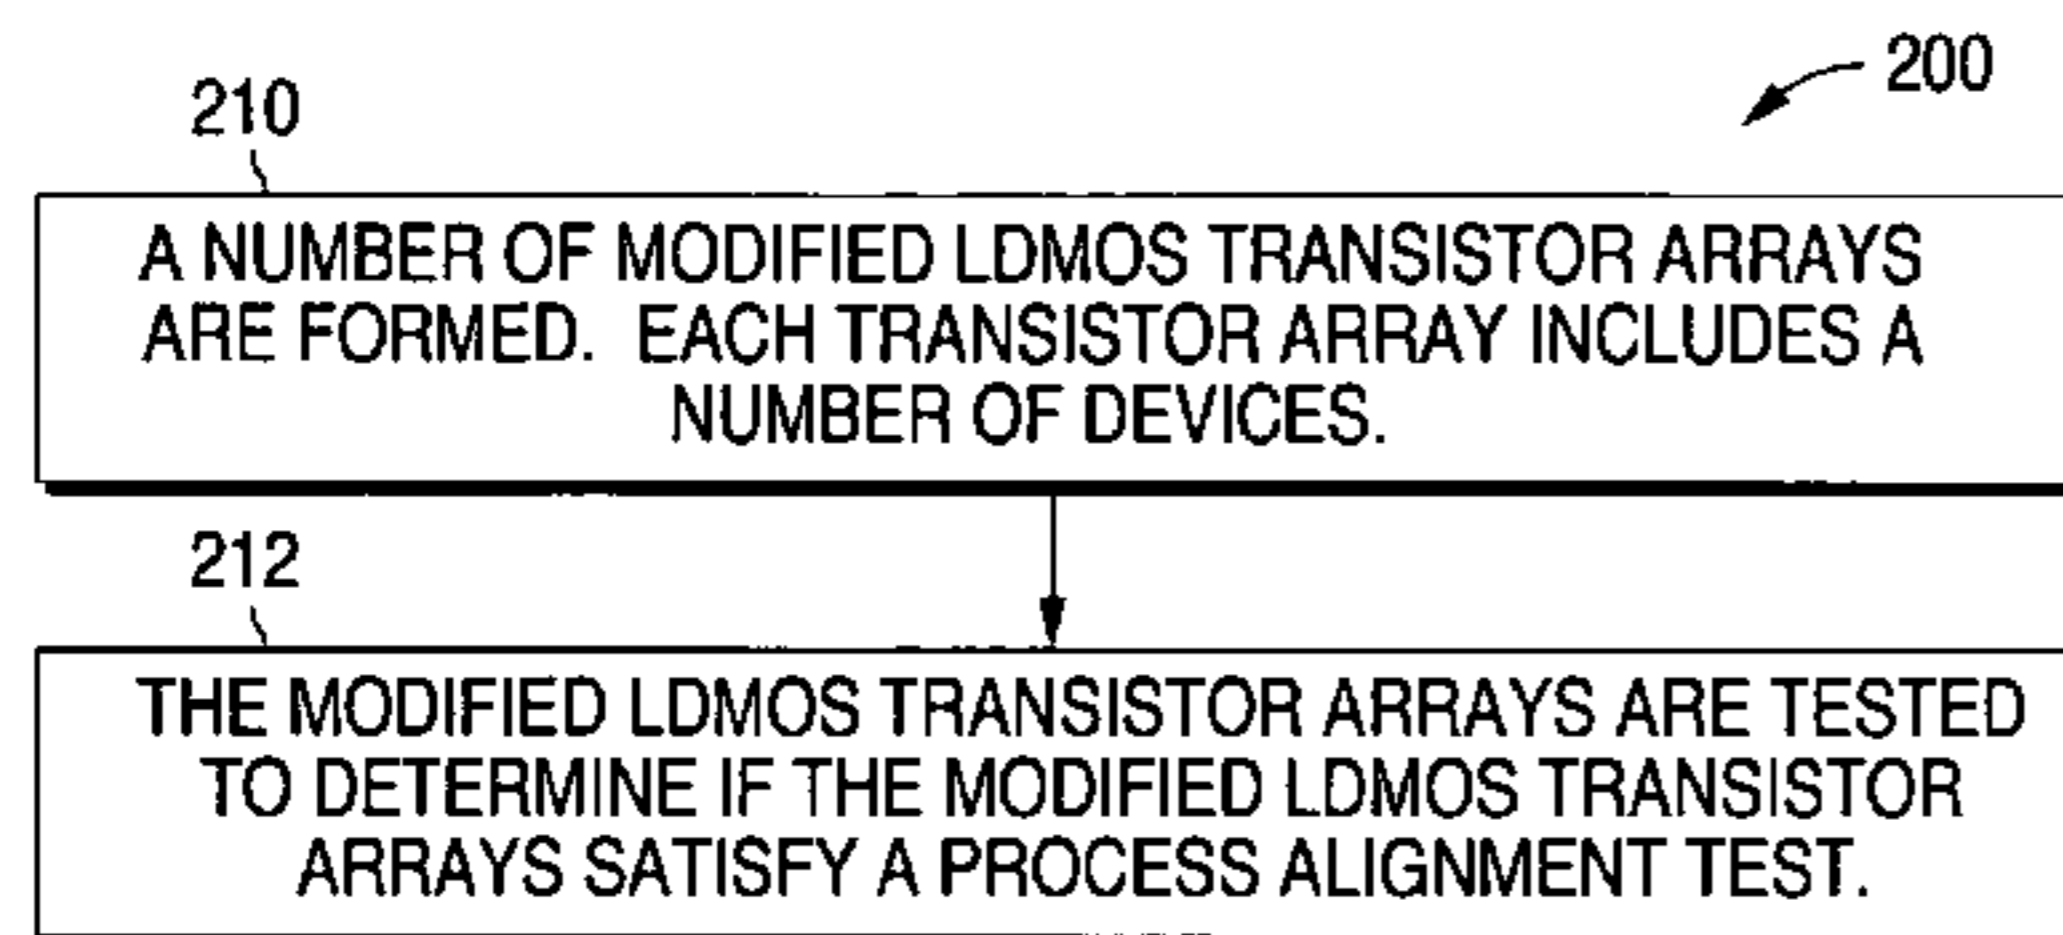 200
210
A NUMBER OF MODIFIED LDMOS TRANSISTOR ARRAYS
ARE FORMED. EACH TRANSISTOR ARRAY INCLUDES A
NUMBER OF DEVICES.
212
THE MODIFIED LDMOS TRANSISTOR ARRAYS ARE TESTED
TO DETERMINE IF THE MODIFIED LDMOS TRANSISTOR
ARRAYS SATISFY A PROCESS ALIGNMENT TEST.